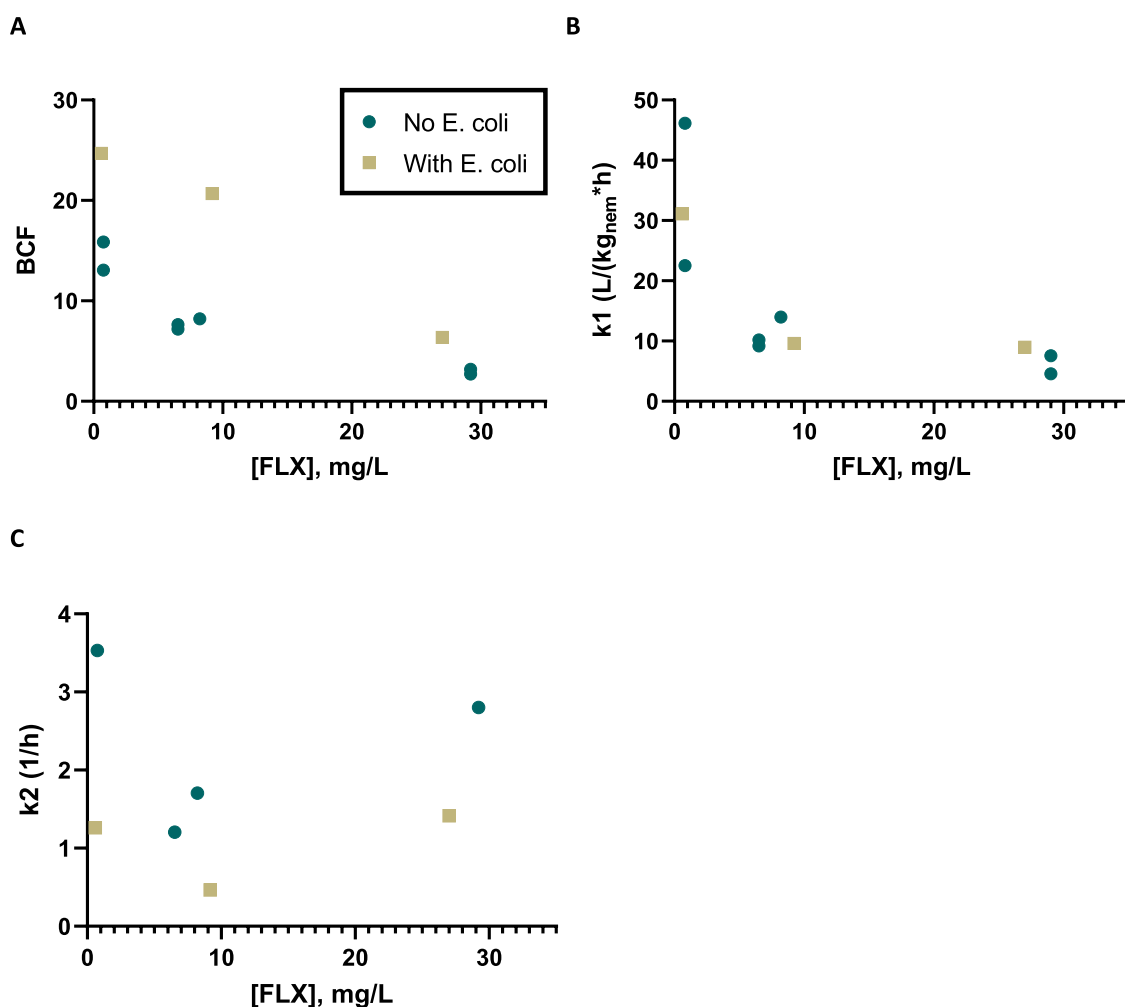 A
B
30
20
10
0
BCF
No E. coli
With E. coli
0 10 20 30
[FLX], mg/L
50
40
30
20
10
0
k1 (L/(kgnem*h)
0 10 20 30
[FLX], mg/L
C
4
3
2
1
0
k2 (1/h)
0 10 20 30
[FLX], mg/L